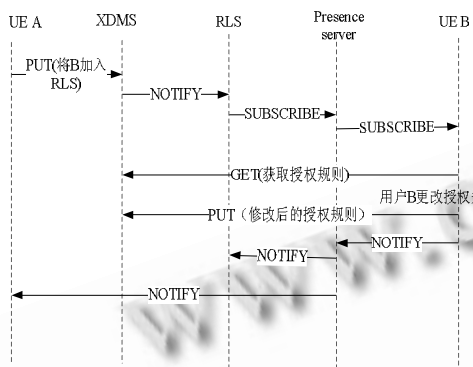 UE A
XDMS
RLS
Presence
server
UE B
PUT(将B加入
RLS)
NOTIFY
SUBSCRIBE
SUBSCRIBE
GET(获取授权规则)
用户B更改授权
PUT（修改后的授权规则）
NOTIFY
NOTIFY
NOTIFY
www.